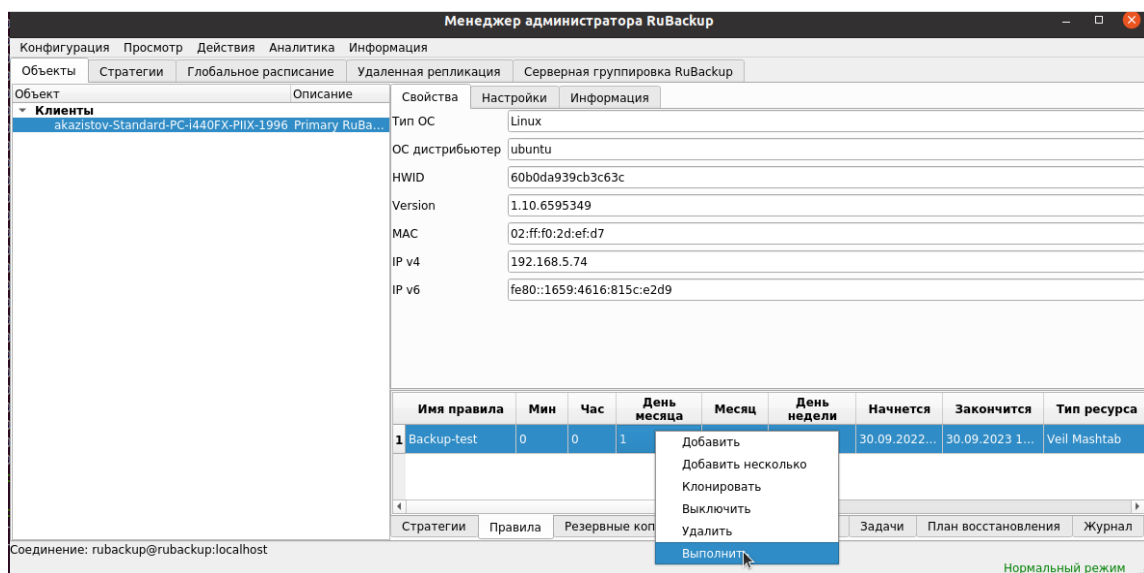 Менеджер администратора RuBackup
Конфигурация Просмотр Действия Аналитика Информация
Объекты Стратегии Глобальное расписание Удаленная репликация Серверная группировка RuBackup
Объект Описание
Свойства Настройки Информация
Клиенты
akazistov-Standard-PC-i440FX-PIIX-1996 Primary RuBa...
Тип ОС Linux
ОС дистрибьютер ubuntu
HWID 60b0da939cb3c63c
Version 1.10.6595349
MAC 02:ff:f0:2d:ef:d7
IP v4 192.168.5.74
IP v6 fe80::1659:4616:815c:e2d9
Имя правила Мин Час День месяца Месяц День недели Начнется Закончится Тип ресурса
1 Backup-test 0 0 1 30.09.2022... 30.09.2023 1... Veil Mashtab
Добавить
Добавить несколько
Клонировать
Выключить
Удалить
Выполнить
Стратегии Правила Резервные коп Задачи План восстановления Журнал
Соединение: rubackup@rubackup:localhost
Нормальный режим